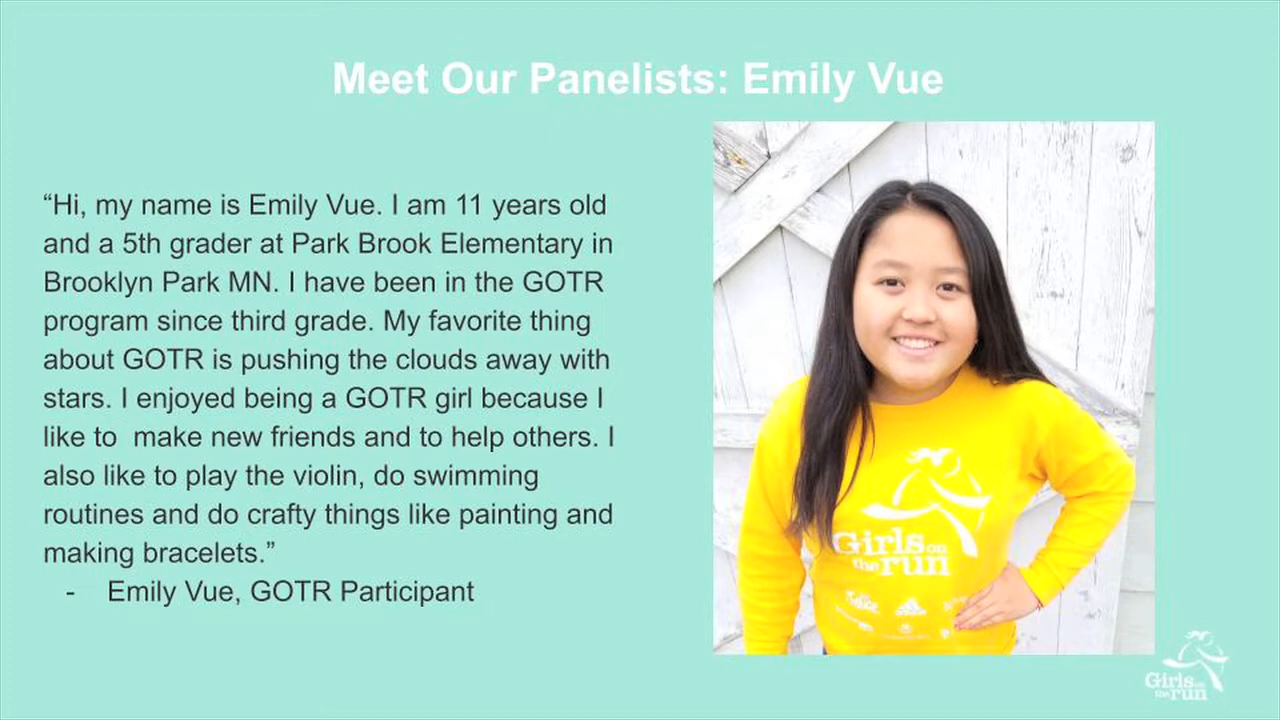 Meet Our Panelists: Emily Vue
“Hi, my name is Emily Vue. I am 11 years old
and a 5th grader at Park Brook Elementary in
Brooklyn Park MN. I have been in the GOTR
program since third grade. My favorite thing
about GOTR is pushing the clouds away with
stars. I enjoyed being a GOTR girl because I
like to  make new friends and to help others. I
also like to play the violin, do swimming
routines and do crafty things like painting and
making bracelets.”
-    Emily Vue, GOTR Participant
Girls on
the run
Girls on
the run